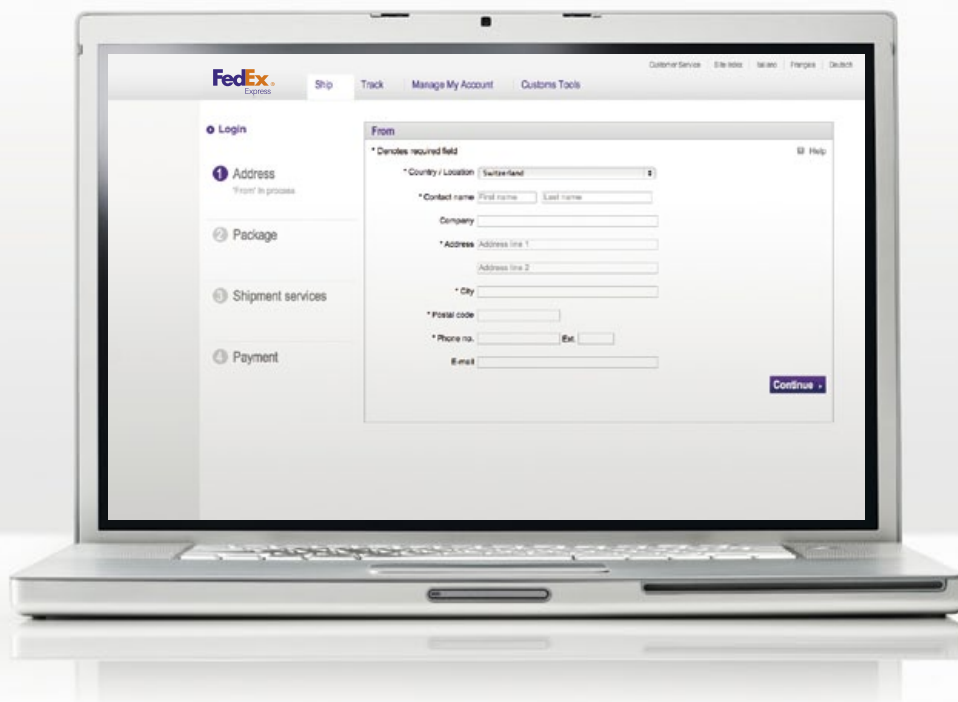 Customer Service | Site Index | Italiano | Français | Deutsch
FedEx®
Express
Ship
Track
Manage My Account
Customs Tools
Login
From
* Denotes required field
Help
1 Address
'From' in process
* Country / Location Switzerland
* Contact name First name Last name
Company
2 Package
* Address Address line 1
Address line 2
* City
3 Shipment services
* Postal code
* Phone no. Ext.
4 Payment
E-mail
Continue